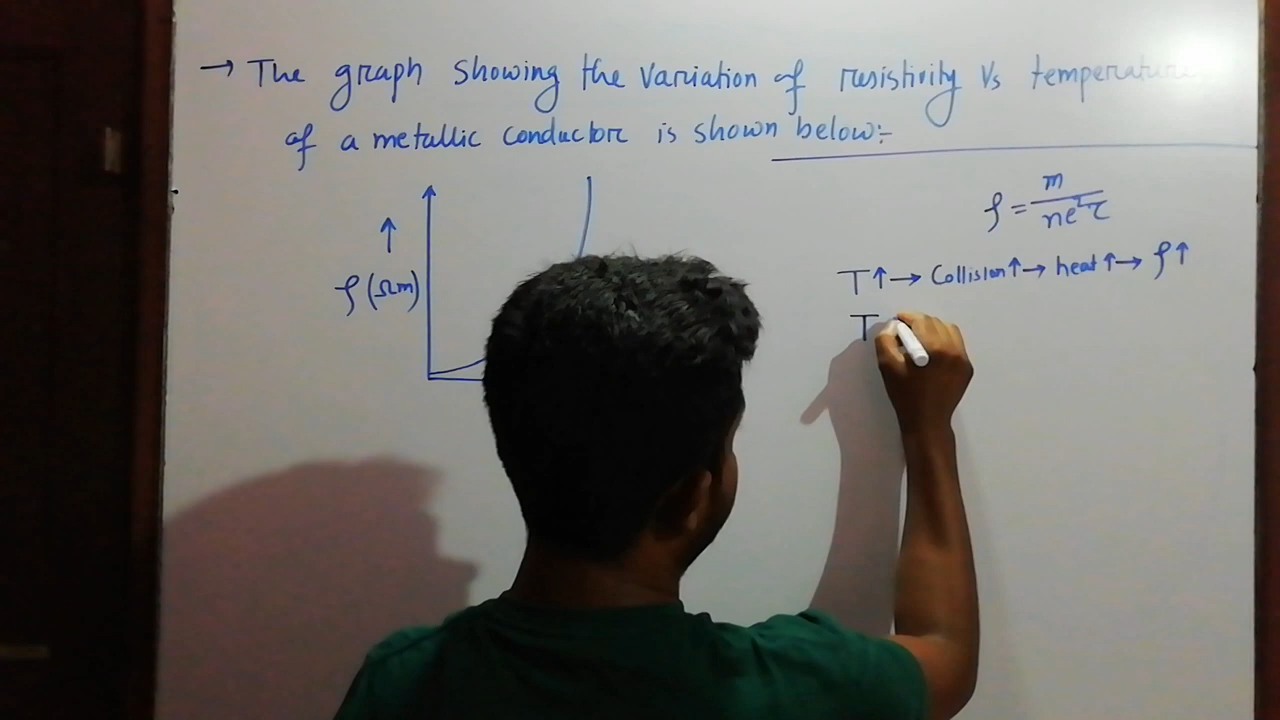 → The graph showing the variation of resistivity Vs temperature
of a metallic conductor is shown below:-
ρ = m / ne²τ
↑
ρ (Ωm)
T↑ → Collision↑ → heat↑ → ρ↑
T